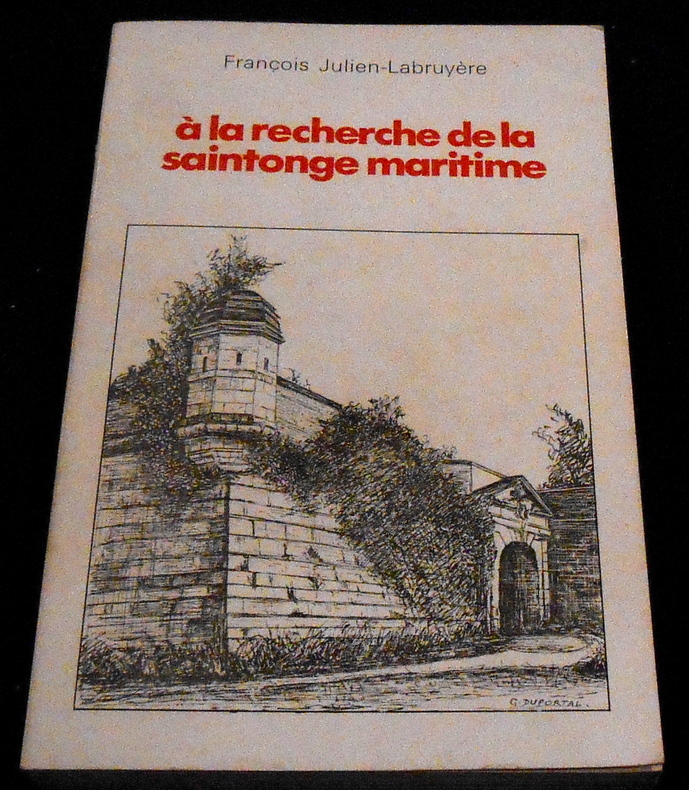 François Julien-Labruyère
à la recherche de la
saintonge maritime
G. DUPORTAL.